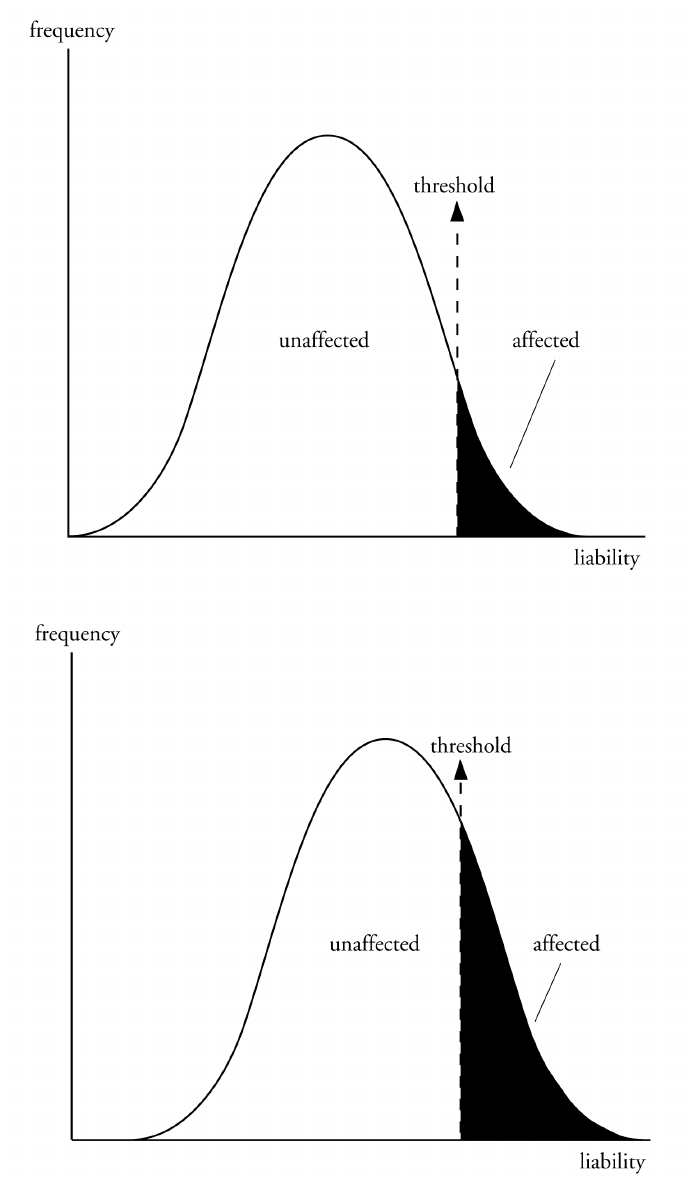 frequency
threshold
unaffected
affected
liability
frequency
threshold
unaffected
affected
liability